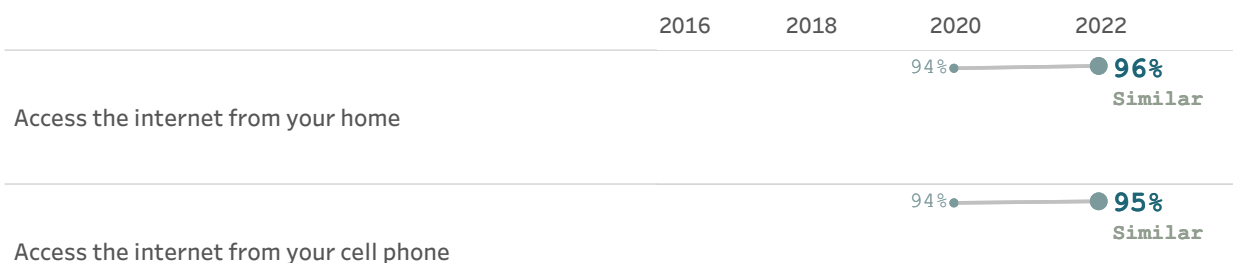 2016 2018 2020 2022
94% 96%
Similar
Access the internet from your home
94% 95%
Similar
Access the internet from your cell phone